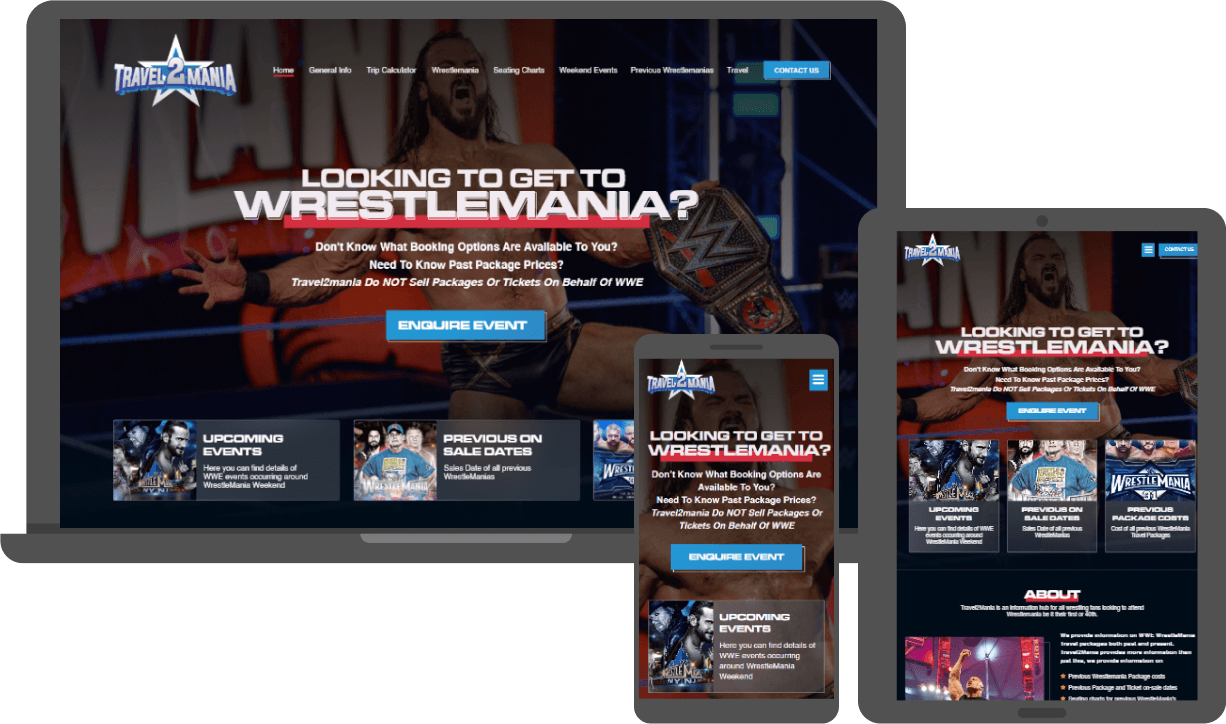 TRAVEL 2 MANIA
Home General Info Trip Calculator Wrestlemania Seating Charts Weekend Events Previous Wrestlemanias Travel CONTACT US
LOOKING TO GET TO
WRESTLEMANIA?
Don't Know What Booking Options Are Available To You?
Need To Know Past Package Prices?
Travel2mania Do NOT Sell Packages Or Tickets On Behalf Of WWE
ENQUIRE EVENT
UPCOMING
EVENTS
Here you can find details of
WWE events occurring around
WrestleMania Weekend
PREVIOUS ON
SALE DATES
Sales Date of all previous
WrestleManias
WRESTLEMANIA
TRAVEL 2 MANIA
LOOKING TO GET TO
WRESTLEMANIA?
Don't Know What Booking Options Are
Available To You?
Need To Know Past Package Prices?
Travel2mania Do NOT Sell Packages Or
Tickets On Behalf Of WWE
ENQUIRE EVENT
UPCOMING
EVENTS
Here you can find details of
WWE events occurring
around WrestleMania
Weekend
TRAVEL 2 MANIA
CONTACT US
LOOKING TO GET TO
WRESTLEMANIA?
Don't Know What Booking Options Are Available To You?
Need To Know Past Package Prices?
Travel2mania Do NOT Sell Packages Or Tickets On Behalf Of WWE
ENQUIRE EVENT
WRESTLEMANIA
UPCOMING
EVENTS
Here you can find details of WWE
events occurring around
WrestleMania Weekend
PREVIOUS ON
SALE DATES
Sales Date of all previous
WrestleManias
PREVIOUS
PACKAGE COSTS
Cost of all previous WrestleMania
Travel Packages
ABOUT
Travel2Mania is an information hub for all wrestling fans looking to attend
Wrestlemania be it their first or 40th.
We provide information on WWE WrestleMania
travel packages both past and present.
Travel2Mania provides more information then
just this, we provide information on
Previous Wrestlemania Package costs
Previous Package and Ticket on-sale dates
Seating charts for previous WrestleMania's